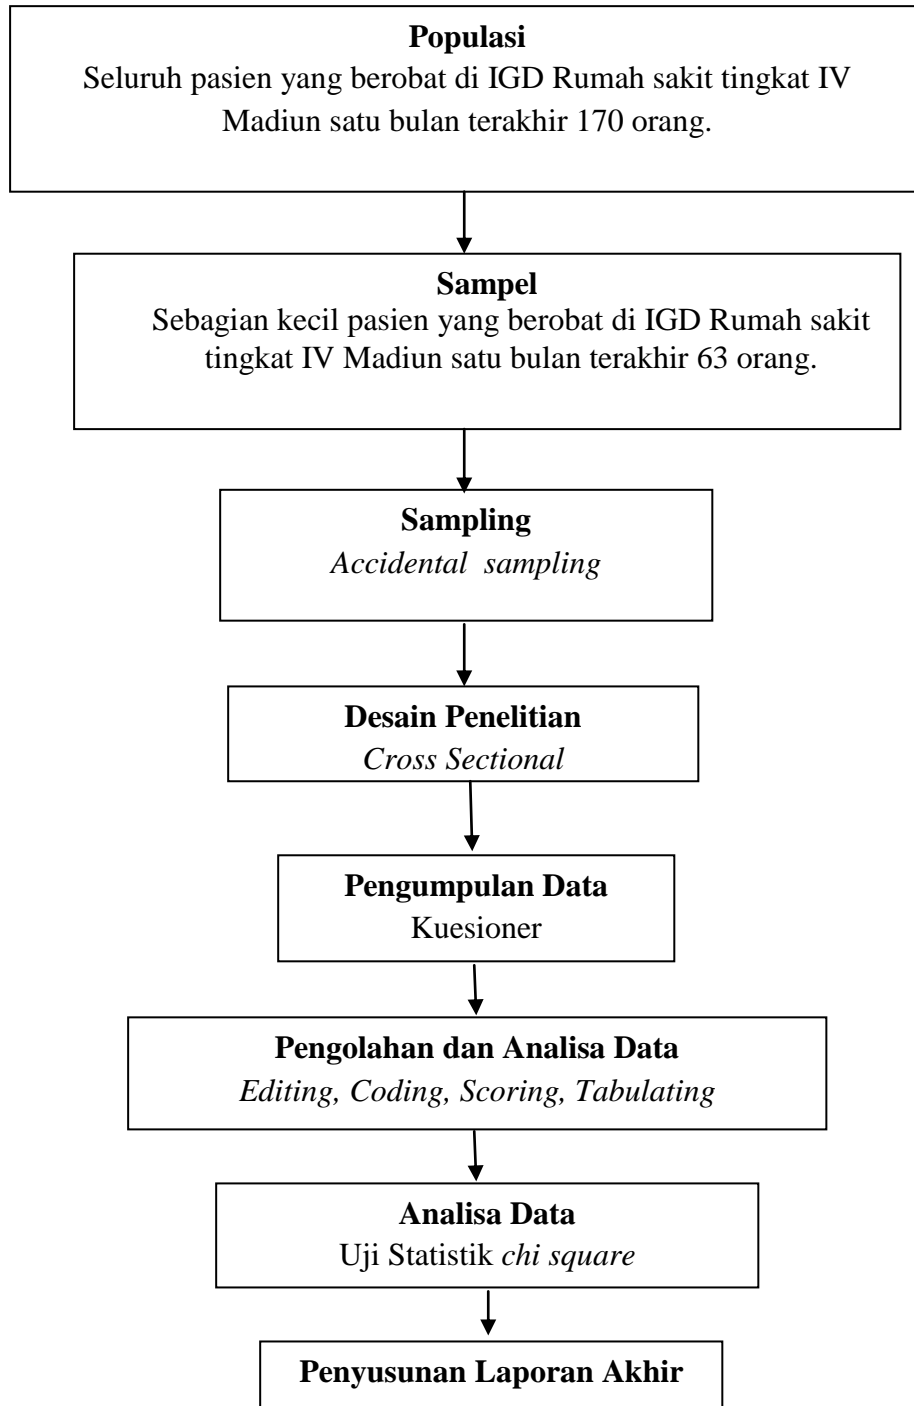 Populasi
Seluruh pasien yang berobat di IGD Rumah sakit tingkat IV
Madiun satu bulan terakhir 170 orang.
Sampel
Sebagian kecil pasien yang berobat di IGD Rumah sakit
tingkat IV Madiun satu bulan terakhir 63 orang.
Sampling
Accidental sampling
Desain Penelitian
Cross Sectional
Pengumpulan Data
Kuesioner
Pengolahan dan Analisa Data
Editing, Coding, Scoring, Tabulating
Analisa Data
Uji Statistik chi square
Penyusunan Laporan Akhir